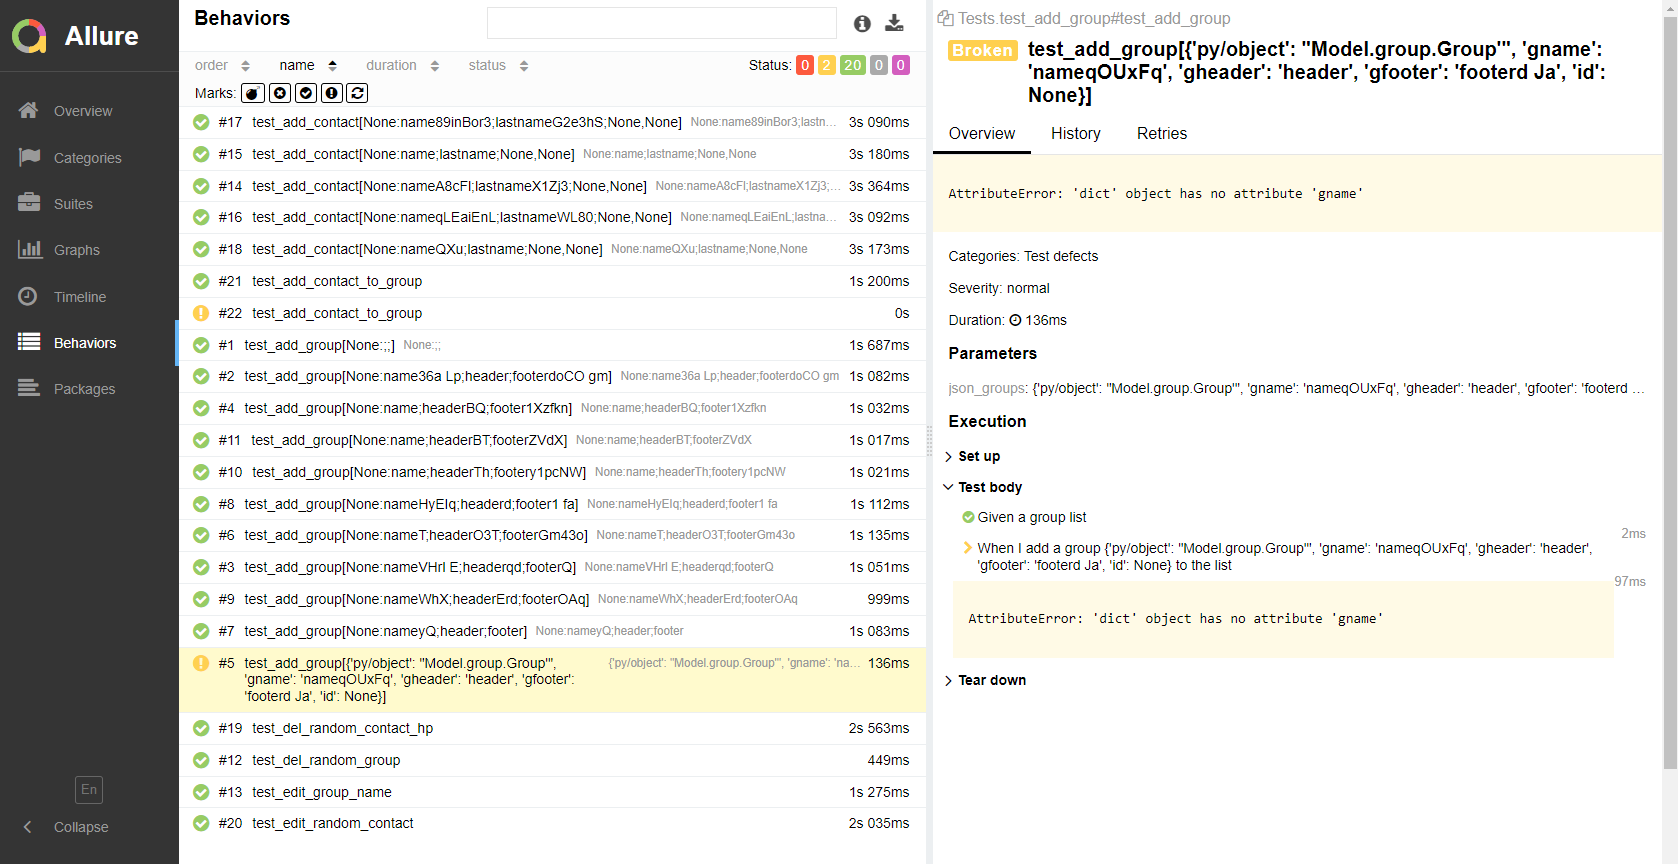 Allure
Overview
Categories
Suites
Graphs
Timeline
Behaviors
Packages
En
Collapse
Behaviors
order name duration status Status: 0 2 20 0 0
Marks:
#17 test_add_contact[None:name89inBor3;lastnameG2e3hS;None,None] None:name89inBor3;lastn... 3s 090ms
#15 test_add_contact[None:name;lastname;None,None] None:name;lastname;None,None 3s 180ms
#14 test_add_contact[None:nameA8cFl;lastnameX1Zj3;None,None] None:nameA8cFl;lastnameX1Zj3;... 3s 364ms
#16 test_add_contact[None:nameqLEaiEnL;lastnameWL80;None,None] None:nameqLEaiEnL;lastna... 3s 092ms
#18 test_add_contact[None:nameQXu;lastname;None,None] None:nameQXu;lastname;None,None 3s 173ms
#21 test_add_contact_to_group 1s 200ms
#22 test_add_contact_to_group 0s
#1 test_add_group[None:;;] None:;; 1s 687ms
#2 test_add_group[None:name36a Lp;header;footerdoCO gm] None:name36a Lp;header;footerdoCO gm 1s 082ms
#4 test_add_group[None:name;headerBQ;footer1Xzfkn] None:name;headerBQ;footer1Xzfkn 1s 032ms
#11 test_add_group[None:name;headerBT;footerZVdX] None:name;headerBT;footerZVdX 1s 017ms
#10 test_add_group[None:name;headerTh;footery1pcNW] None:name;headerTh;footery1pcNW 1s 021ms
#8 test_add_group[None:nameHyEIq;headerd;footer1 fa] None:nameHyEIq;headerd;footer1 fa 1s 112ms
#6 test_add_group[None:nameT;headerO3T;footerGm43o] None:nameT;headerO3T;footerGm43o 1s 135ms
#3 test_add_group[None:nameVHrl E;headerqd;footerQ] None:nameVHrl E;headerqd;footerQ 1s 051ms
#9 test_add_group[None:nameWhX;headerErd;footerOAq] None:nameWhX;headerErd;footerOAq 999ms
#7 test_add_group[None:nameyQ;header;footer] None:nameyQ;header;footer 1s 083ms
#5 test_add_group[{'py/object': "Model.group.Group'", {'py/object': "Model.group.Group'", 'gname': 'na... 136ms
'gname': 'nameqOUxFq', 'gheader': 'header', 'gfooter':
'footerd Ja', 'id': None}]
#19 test_del_random_contact_hp 2s 563ms
#12 test_del_random_group 449ms
#13 test_edit_group_name 1s 275ms
#20 test_edit_random_contact 2s 035ms
Tests.test_add_group#test_add_group
Broken test_add_group[{'py/object': "Model.group.Group'", 'gname':
'nameqOUxFq', 'gheader': 'header', 'gfooter': 'footerd Ja', 'id':
None}]
Overview History Retries
AttributeError: 'dict' object has no attribute 'gname'
Categories: Test defects
Severity: normal
Duration: 136ms
Parameters
json_groups: {'py/object': "Model.group.Group'", 'gname': 'nameqOUxFq', 'gheader': 'header', 'gfooter': 'footerd ...
Execution
Set up
Test body
Given a group list
2ms
When I add a group {'py/object': "Model.group.Group'", 'gname': 'nameqOUxFq', 'gheader': 'header',
'gfooter': 'footerd Ja', 'id': None} to the list
97ms
AttributeError: 'dict' object has no attribute 'gname'
Tear down